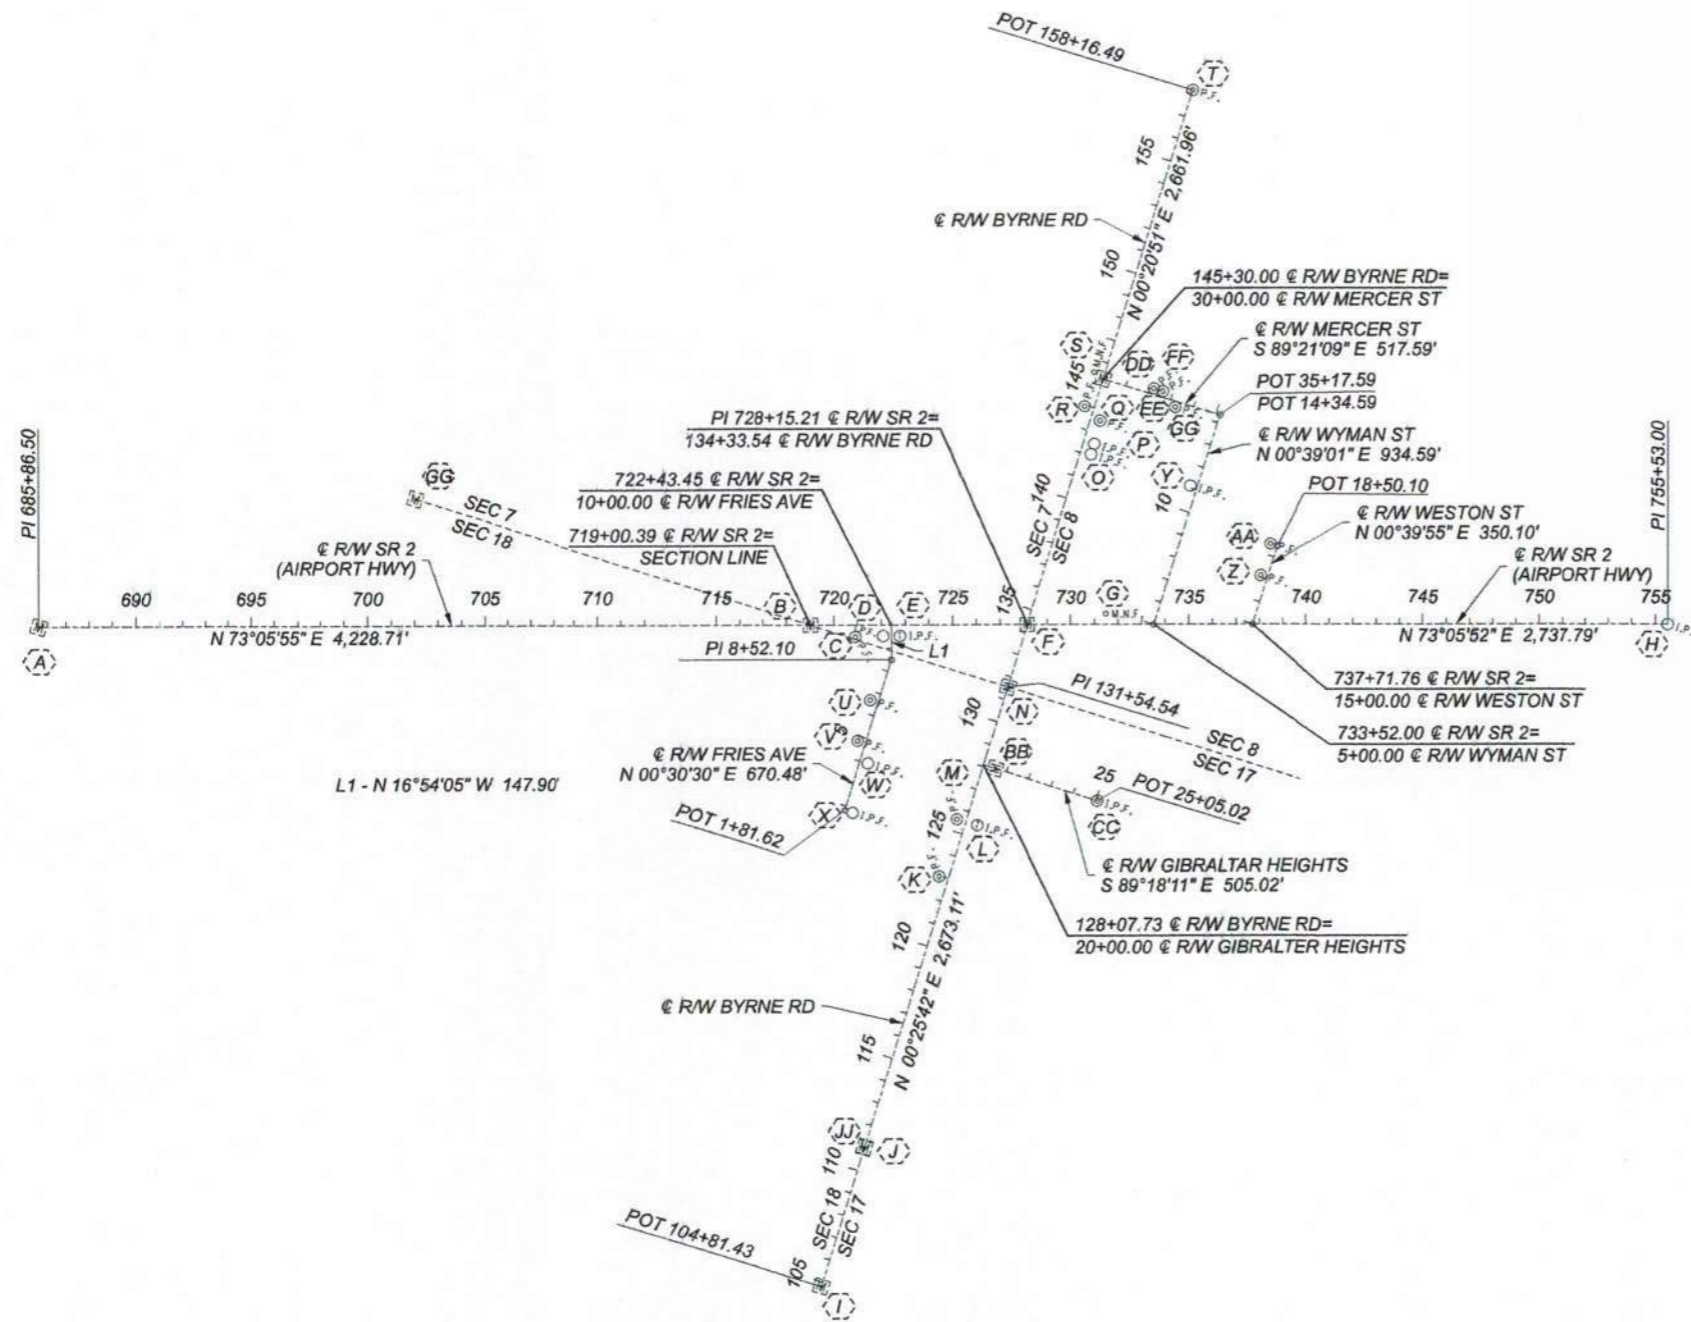 POT 158+16.49
T
P.F.
155
N 00°20'51" E 2,661.96'
℄ R/W BYRNE RD
150
145+30.00 ℄ R/W BYRNE RD=
30+00.00 ℄ R/W MERCER ST
℄ R/W MERCER ST
S 89°21'09" E 517.59'
S
M.N.F.
DD
FF
145
P.F.
P.F.
POT 35+17.59
POT 14+34.59
R
P.F.
Q
EE
GG
P.F.
P.F.
PI 728+15.21 ℄ R/W SR 2=
134+33.54 ℄ R/W BYRNE RD
P
I.P.F.
I.P.F.
O
℄ R/W WYMAN ST
N 00°39'01" E 934.59'
PI 685+86.50
PI 755+53.00
GG
SEC 7
SEC 18
722+43.45 ℄ R/W SR 2=
10+00.00 ℄ R/W FRIES AVE
140
SEC 7
SEC 8
Y
I.P.F.
10
POT 18+50.10
℄ R/W WESTON ST
N 00°39'55" E 350.10'
719+00.39 ℄ R/W SR 2=
SECTION LINE
℄ R/W SR 2
(AIRPORT HWY)
AA
P.F.
Z
P.F.
℄ R/W SR 2
(AIRPORT HWY)
690
695
700
705
710
715
720
725
135
730
735
740
745
750
755
B
D
E
G
M.N.F.
A
N 73°05'55" E 4,228.71'
C
P.F.
P.F.
I.P.F.
L1
F
N 73°05'52" E 2,737.79'
H
I.P.F.
PI 8+52.10
737+71.76 ℄ R/W SR 2=
15+00.00 ℄ R/W WESTON ST
PI 131+54.54
U
P.F.
N
130
733+52.00 ℄ R/W SR 2=
5+00.00 ℄ R/W WYMAN ST
V
P.F.
SEC 8
SEC 17
℄ R/W FRIES AVE
N 00°30'30" E 670.48'
I.P.F.
W
BB
M
L1 - N 16°54'05" W 147.90'
25
POT 25+05.02
I.P.F.
CC
X
I.P.F.
P.F.
125
I.P.F.
L
POT 1+81.62
K
P.F.
℄ R/W GIBRALTAR HEIGHTS
S 89°18'11" E 505.02'
128+07.73 ℄ R/W BYRNE RD=
20+00.00 ℄ R/W GIBRALTER HEIGHTS
120
N 00°25'42" E 2,673.11'
℄ R/W BYRNE RD
115
JJ
J
110
SEC 18
SEC 17
POT 104+81.43
105
I